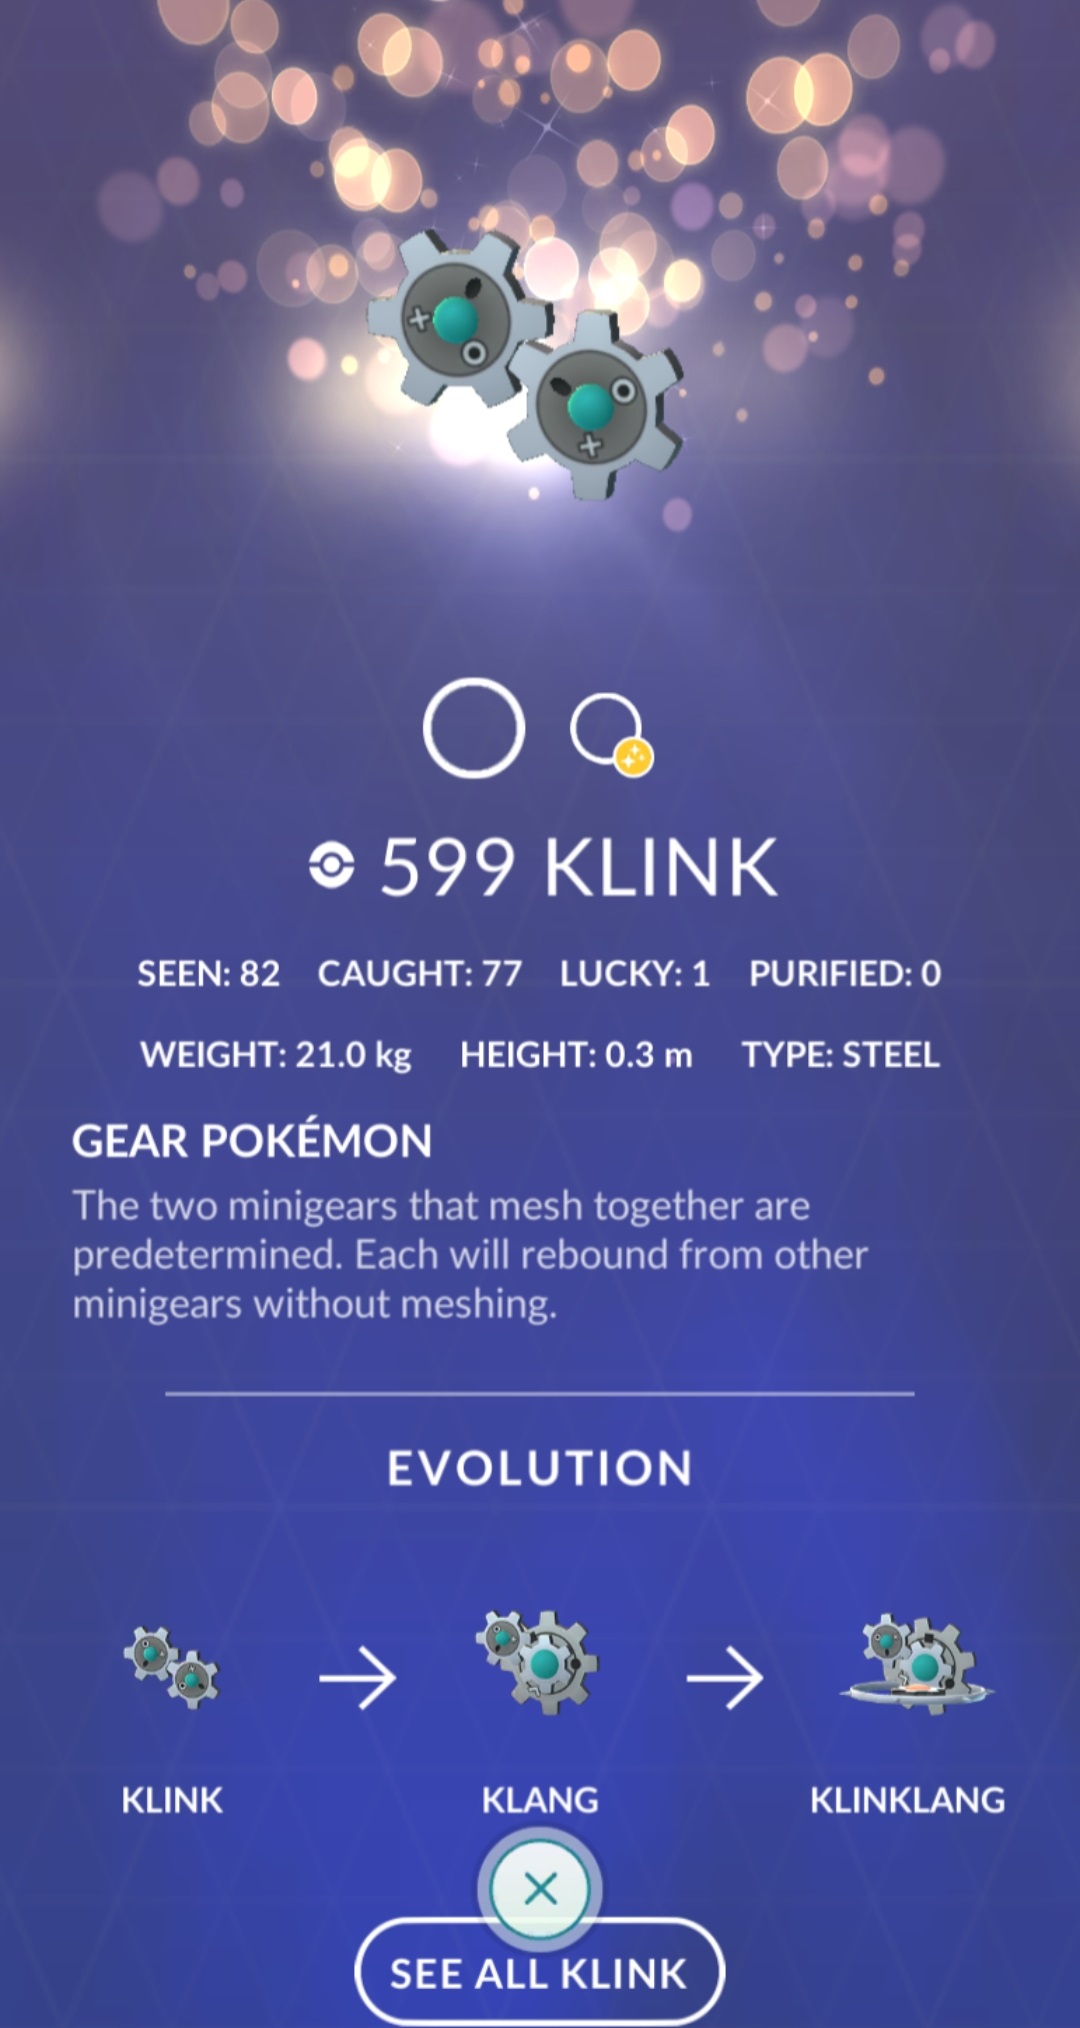 599 KLINK
SEEN: 82 CAUGHT: 77 LUCKY: 1 PURIFIED: 0
WEIGHT: 21.0 kg HEIGHT: 0.3 m TYPE: STEEL
GEAR POKÉMON
The two minigears that mesh together are
predetermined. Each will rebound from other
minigears without meshing.
EVOLUTION
KLINK KLANG KLINKLANG
SEE ALL KLINK